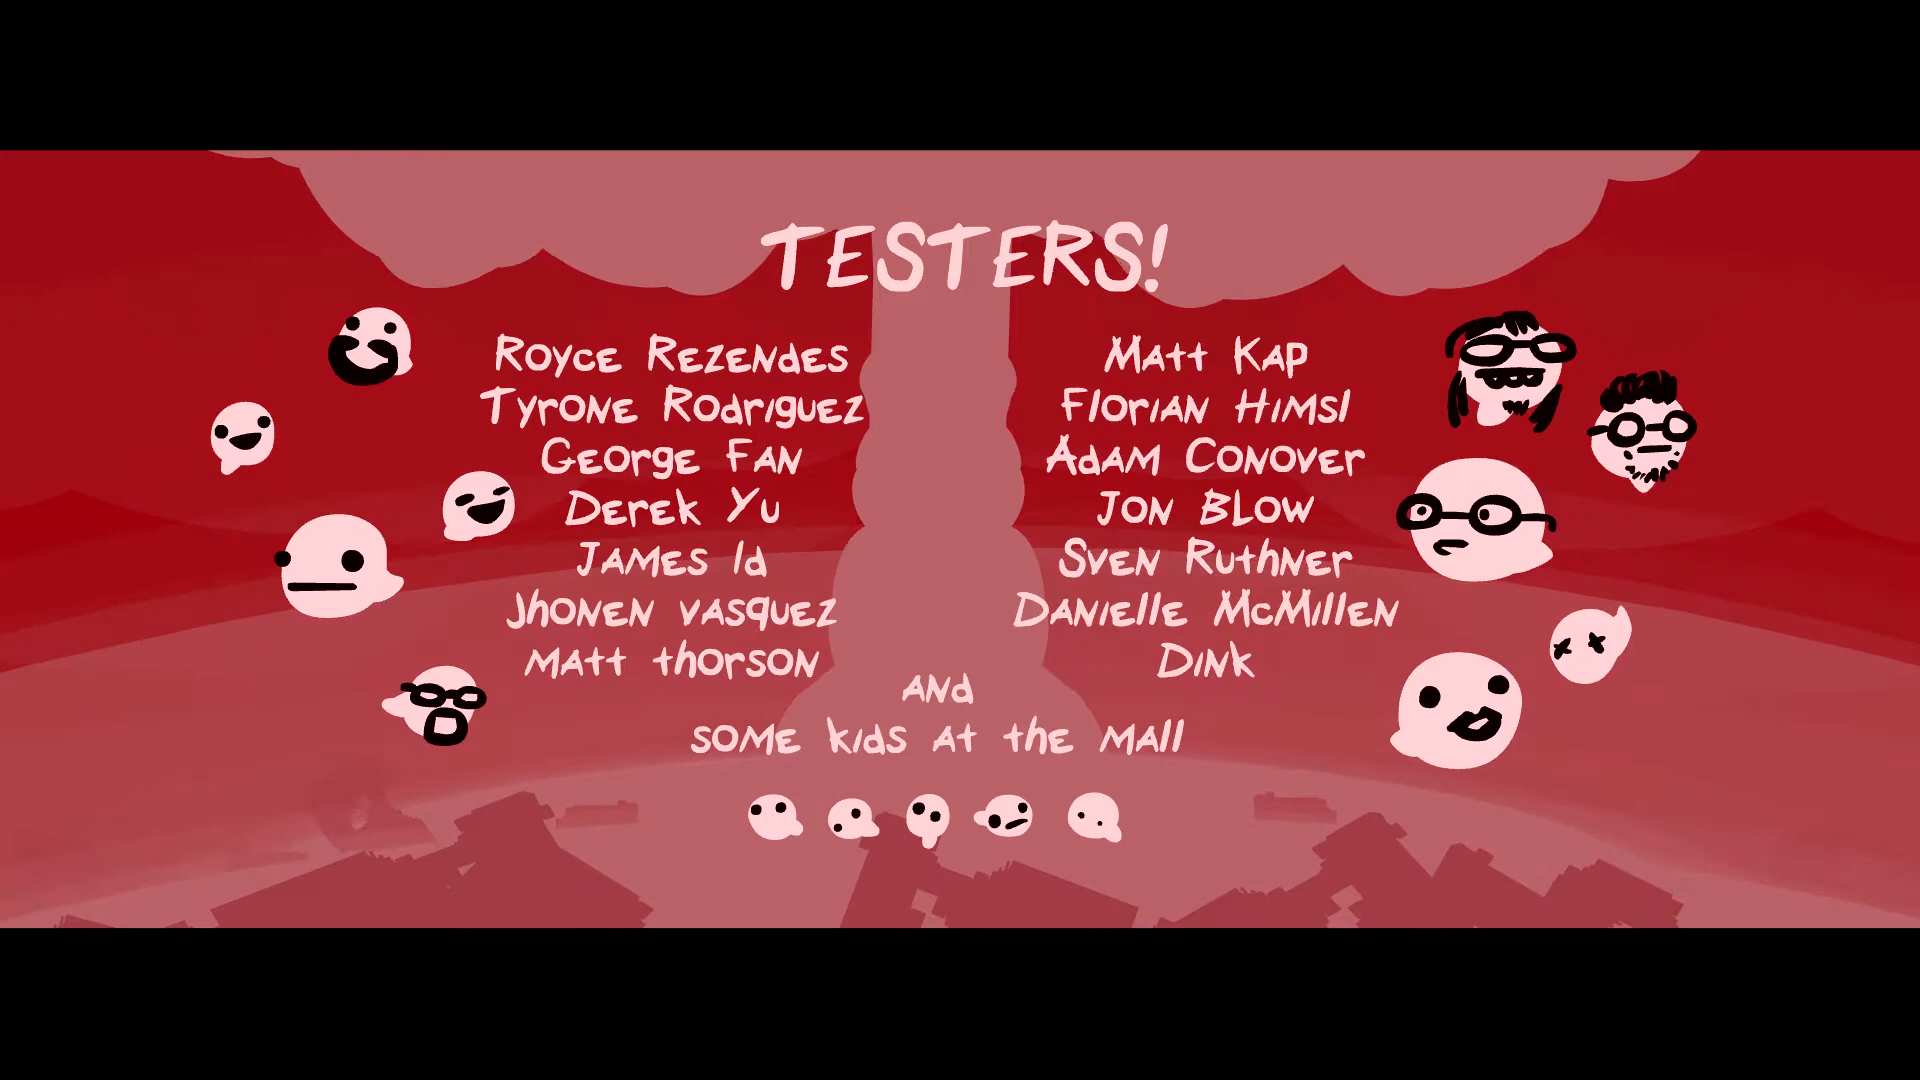 TESTERS!
Royce Rezendes
Tyrone Rodriguez
George Fan
Derek Yu
James Id
Jhonen vasquez
Matt thorson
Matt Kap
Florian Himsl
Adam Conover
Jon Blow
Sven Ruthner
Danielle McMillen
Dink
and
some kids at the mall